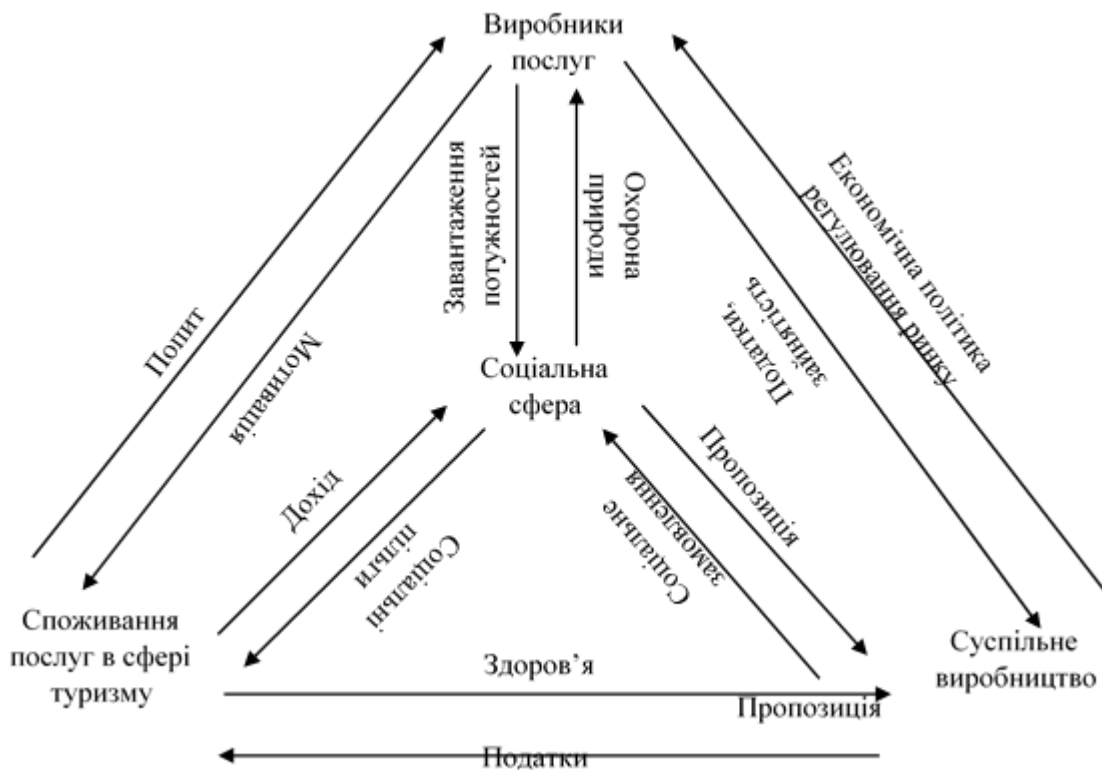 Виробники
послуг
Завантаження
потужностей
Охорона
природи
Економічна політика
регулювання ринку
Попит
Мотивація
Податки,
зайнятість
Соціальна
сфера
Дохід
Соціальні
пільги
Пропозиція
Соціальне
замовлення
Споживання
послуг в сфері
туризму
Суспільне
виробництво
Здоров’я
Пропозиція
Податки